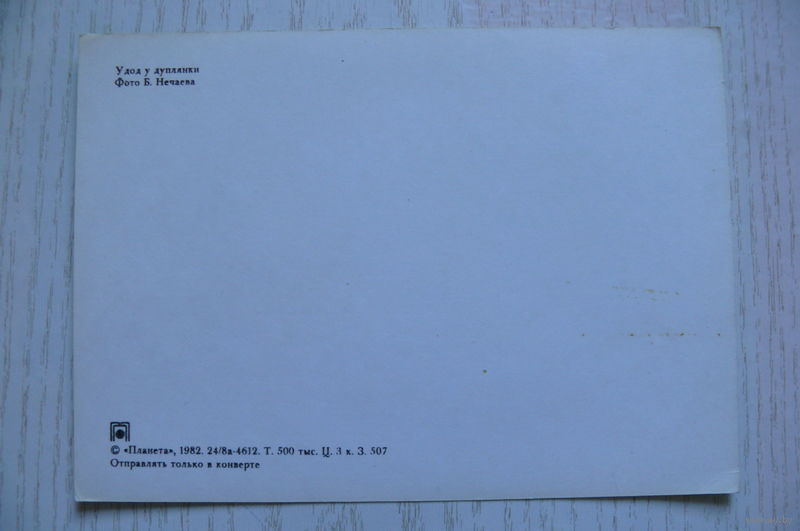 Удод у дуплянки
Фото Б. Нечаева
© «Планета», 1982. 24/8а-4612. Т. 500 тыс. Ц. 3 к. З. 507
Отправлять только в конверте